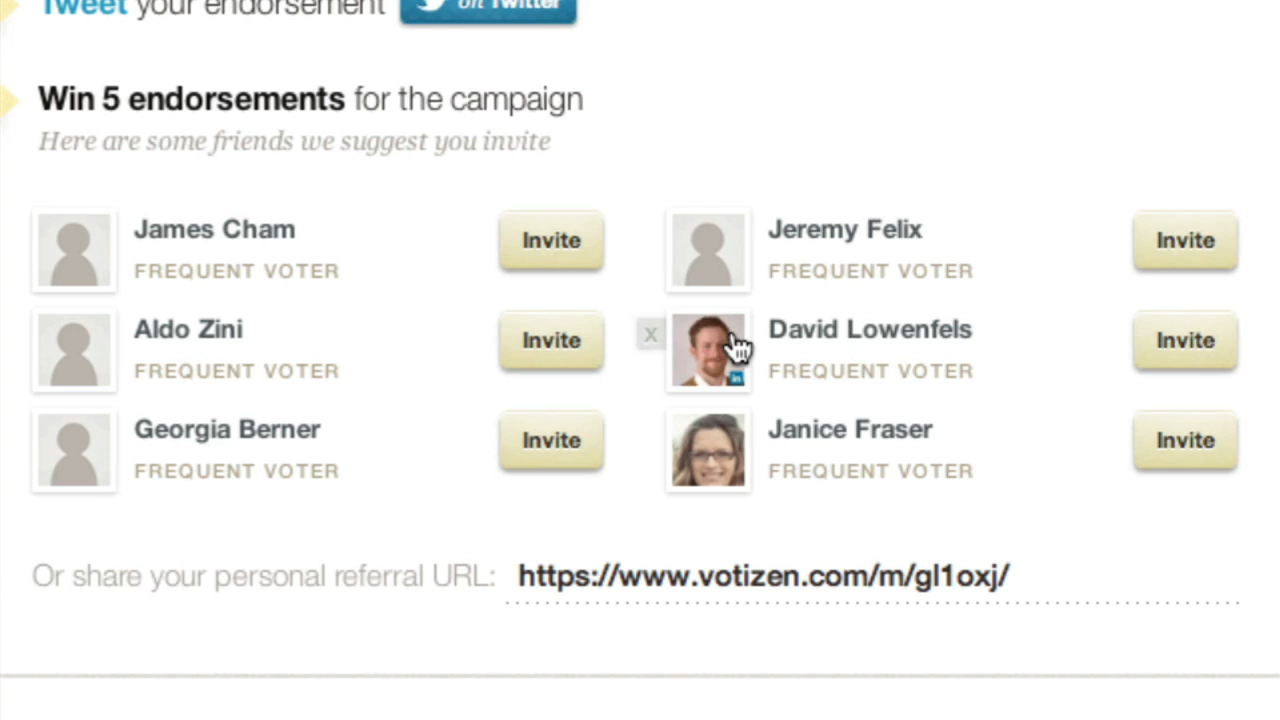 Tweet your endorsement on Twitter
Win 5 endorsements for the campaign
Here are some friends we suggest you invite
James Cham
FREQUENT VOTER
Invite
Jeremy Felix
FREQUENT VOTER
Invite
Aldo Zini
FREQUENT VOTER
Invite
x
in
David Lowenfels
FREQUENT VOTER
Invite
Georgia Berner
FREQUENT VOTER
Invite
Janice Fraser
FREQUENT VOTER
Invite
Or share your personal referral URL: https://www.votizen.com/m/gl1oxj/